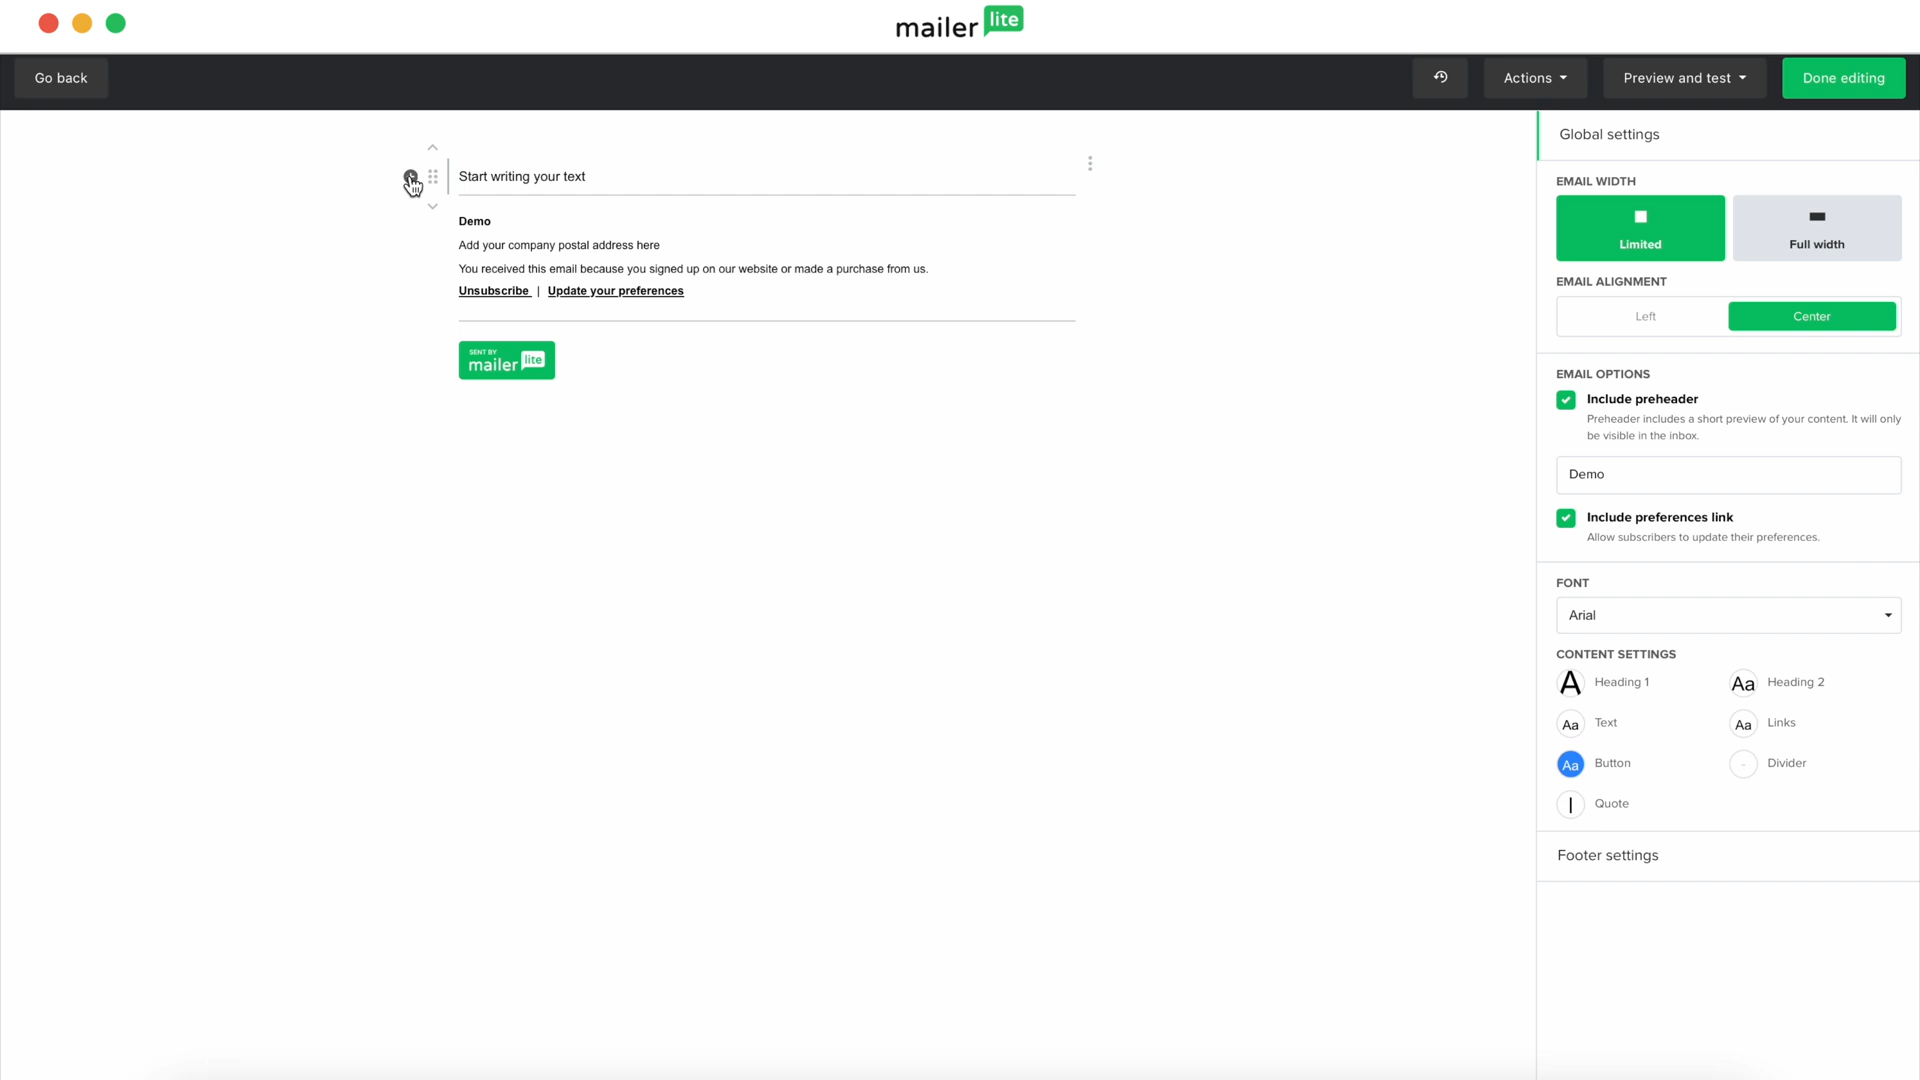 mailer lite
Go back
Actions
Preview and test
Done editing
Start writing your text
Demo
Add your company postal address here
You received this email because you signed up on our website or made a purchase from us.
Unsubscribe | Update your preferences
SENT BY
mailer lite
Global settings
EMAIL WIDTH
Limited
Full width
EMAIL ALIGNMENT
Left
Center
EMAIL OPTIONS
Include preheader
Preheader includes a short preview of your content. It will only
be visible in the inbox.
Demo
Include preferences link
Allow subscribers to update their preferences.
FONT
Arial
CONTENT SETTINGS
A Heading 1
Aa Heading 2
Aa Text
Aa Links
Aa Button
- Divider
| Quote
Footer settings